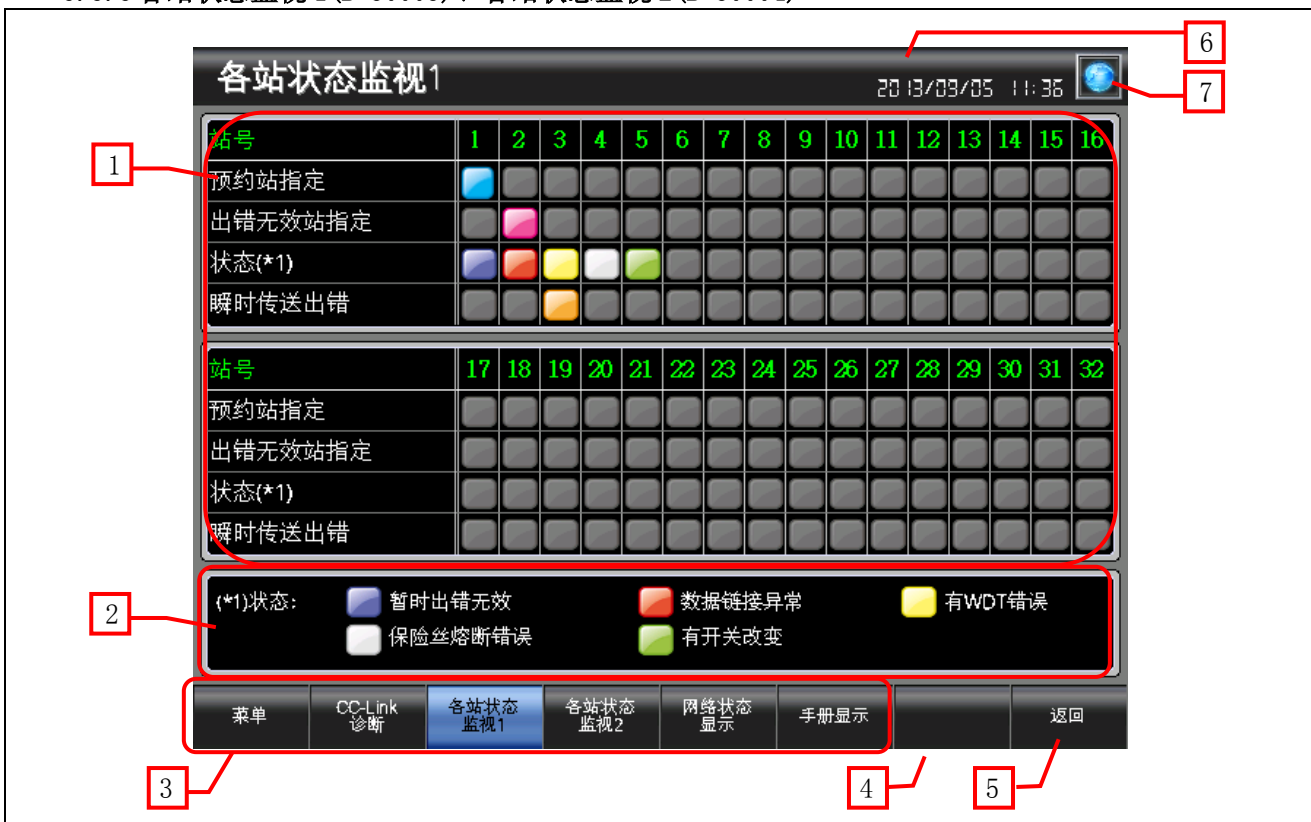 各站状态监视1
2013/09/05 11:36
6
7
1
站号 1 2 3 4 5 6 7 8 9 10 11 12 13 14 15 16
预约站指定
出错无效站指定
状态(*1)
瞬时传送出错
站号 17 18 19 20 21 22 23 24 25 26 27 28 29 30 31 32
预约站指定
出错无效站指定
状态(*1)
瞬时传送出错
2
(*1)状态: 暂时出错无效 数据链接异常 有WDT错误
保险丝熔断错误 有开关改变
菜单
CC-Link
诊断
各站状态
监视1
各站状态
监视2
网络状态
显示
手册显示
返回
3
4
5